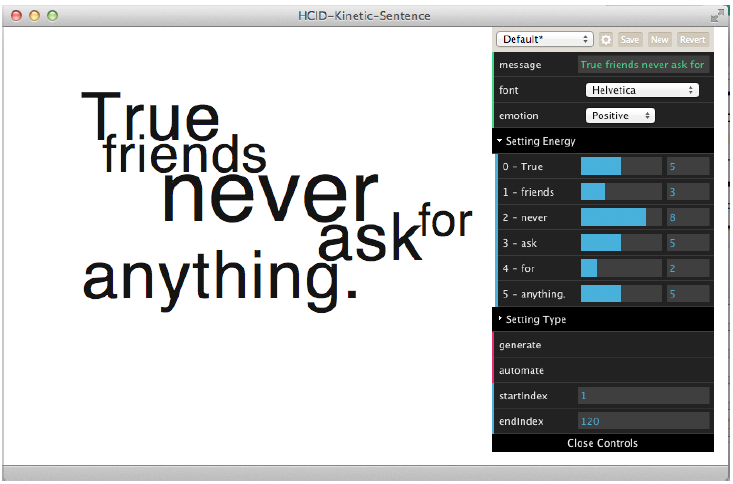 HCID-Kinetic-Sentence
True
friends
never
ask for
anything.
Default* Save New Revert
message True friends never ask for
font Helvetica
emotion Positive
Setting Energy
0 - True 5
1 - friends 3
2 - never 8
3 - ask 5
4 - for 2
5 - anything. 5
Setting Type
generate
automate
startIndex 1
endIndex 120
Close Controls